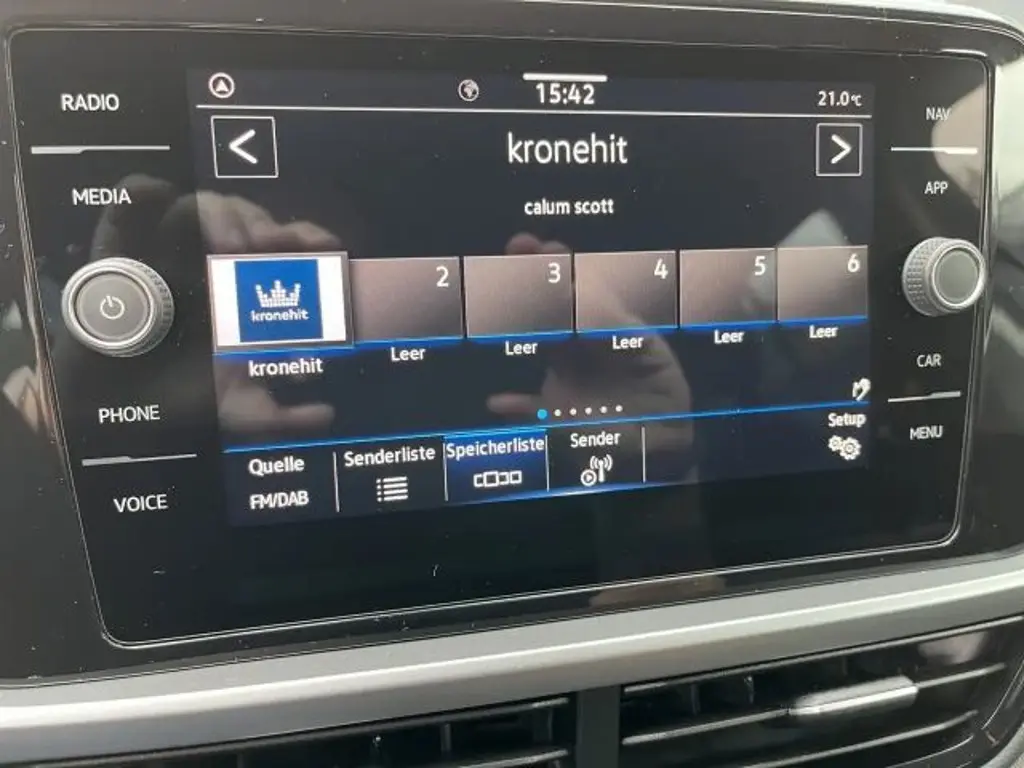 RADIO
MEDIA
PHONE
VOICE
15:42
21.0°C
<
kronehit
>
calum scott
kronehit
2
3
4
5
6
kronehit
Leer
Leer
Leer
Leer
Leer
Quelle
FM/DAB
Senderliste
Speicherliste
Sender
Setup
NAV
APP
CAR
MENU